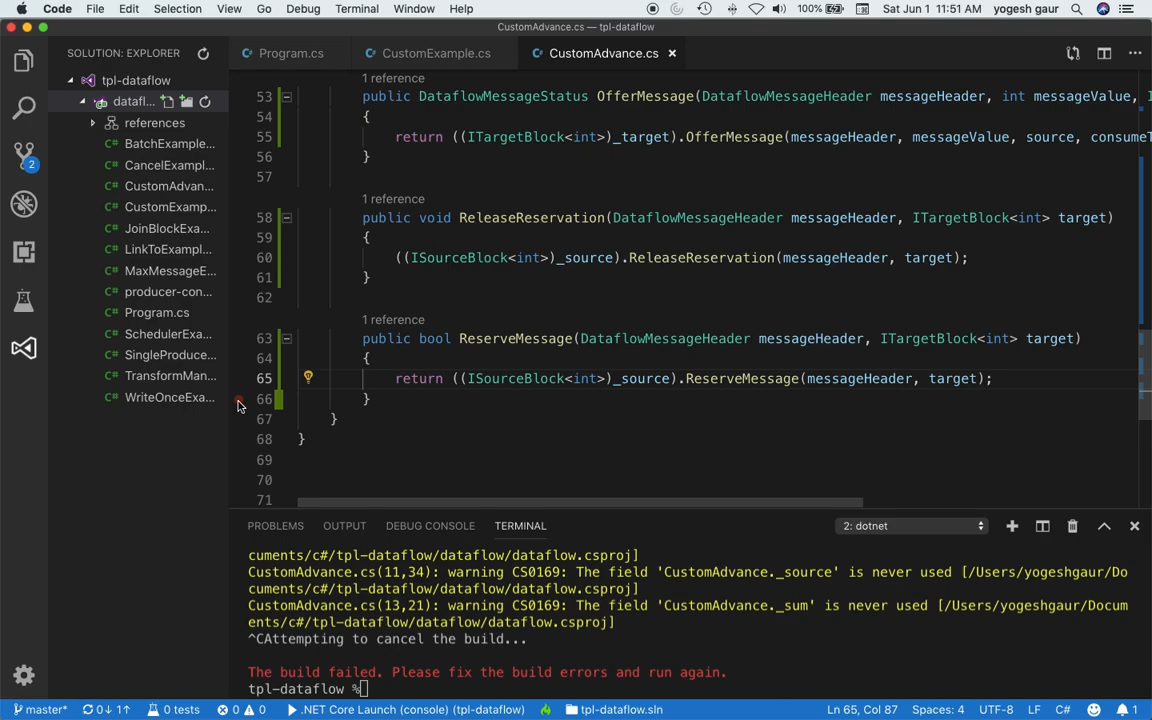 Code File Edit Selection View Go Debug Terminal Window Help 100% Sat Jun 1 11:51 AM yogesh gaur
CustomAdvance.cs — tpl-dataflow
SOLUTION: EXPLORER
Program.cs CustomExample.cs CustomAdvance.cs
tpl-dataflow
datafl...
references
BatchExample...
CancelExampl...
CustomAdvan...
CustomExamp...
JoinBlockExa...
LinkToExampl...
MaxMessageE...
producer-con...
Program.cs
SchedulerExa...
SingleProduce...
TransformMan...
WriteOnceExa...
2
1 reference
53 public DataflowMessageStatus OfferMessage(DataflowMessageHeader messageHeader, int messageValue, I
54 {
55 return ((ITargetBlock<int>)_target).OfferMessage(messageHeader, messageValue, source, consumeT
56 }
57
1 reference
58 public void ReleaseReservation(DataflowMessageHeader messageHeader, ITargetBlock<int> target)
59 {
60 ((ISourceBlock<int>)_source).ReleaseReservation(messageHeader, target);
61 }
62
1 reference
63 public bool ReserveMessage(DataflowMessageHeader messageHeader, ITargetBlock<int> target)
64 {
65 return ((ISourceBlock<int>)_source).ReserveMessage(messageHeader, target);
66 }
67 }
68 }
69
70
71
PROBLEMS OUTPUT DEBUG CONSOLE TERMINAL 2: dotnet
cuments/c#/tpl-dataflow/dataflow/dataflow.csproj]
CustomAdvance.cs(11,34): warning CS0169: The field 'CustomAdvance._source' is never used [/Users/yogeshgaur/Do
cuments/c#/tpl-dataflow/dataflow/dataflow.csproj]
CustomAdvance.cs(13,21): warning CS0169: The field 'CustomAdvance._sum' is never used [/Users/yogeshgaur/Docum
ents/c#/tpl-dataflow/dataflow/dataflow.csproj]
^CAttempting to cancel the build...
The build failed. Please fix the build errors and run again.
tpl-dataflow %
master* 0↓ 1↑ 0 tests 0 0 .NET Core Launch (console) (tpl-dataflow) tpl-dataflow.sln Ln 65, Col 87 Spaces: 4 UTF-8 LF C# 1